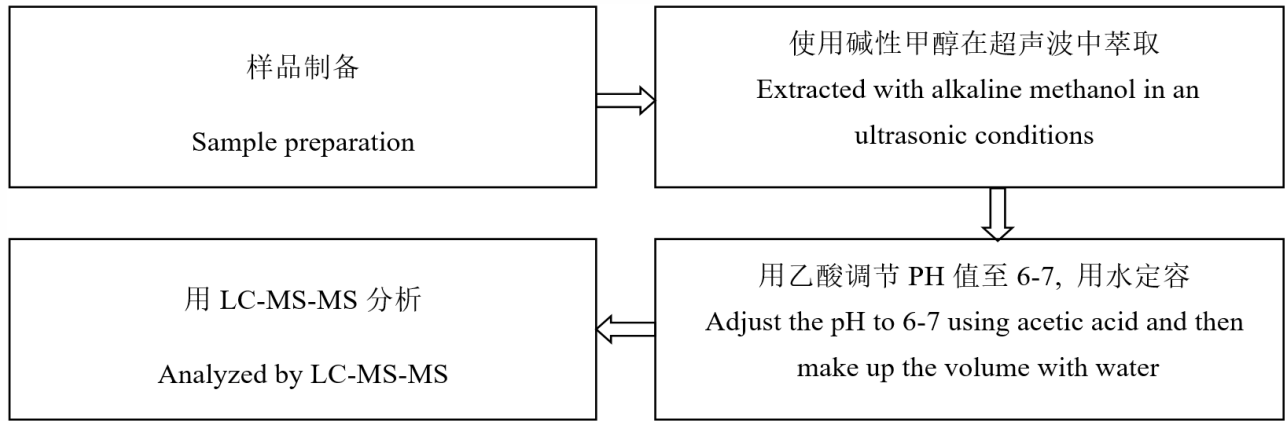 样品制备
Sample preparation
使用碱性甲醇在超声波中萃取
Extracted with alkaline methanol in an
ultrasonic conditions
用乙酸调节 PH 值至 6-7, 用水定容
Adjust the pH to 6-7 using acetic acid and then
make up the volume with water
用 LC-MS-MS 分析
Analyzed by LC-MS-MS